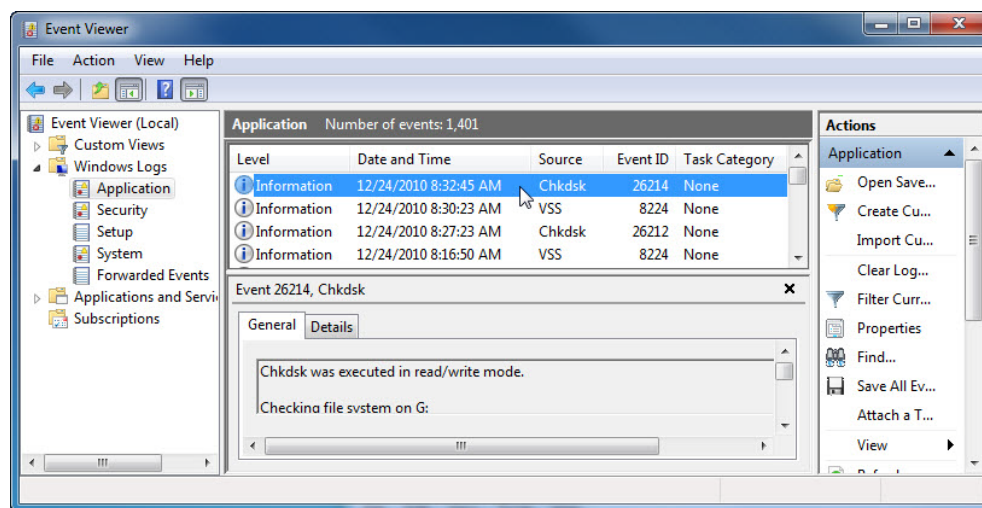 Event Viewer
File Action View Help
Event Viewer (Local)
Custom Views
Windows Logs
Application
Security
Setup
System
Forwarded Events
Applications and Servi
Subscriptions
Application Number of events: 1,401
Level Date and Time Source Event ID Task Category
Information 12/24/2010 8:32:45 AM Chkdsk 26214 None
Information 12/24/2010 8:30:23 AM VSS 8224 None
Information 12/24/2010 8:27:23 AM Chkdsk 26212 None
Information 12/24/2010 8:16:50 AM VSS 8224 None
Event 26214, Chkdsk
General Details
Chkdsk was executed in read/write mode.
Checking file system on G:
Actions
Application
Open Save...
Create Cu...
Import Cu...
Clear Log...
Filter Curr...
Properties
Find...
Save All Ev...
Attach a T...
View